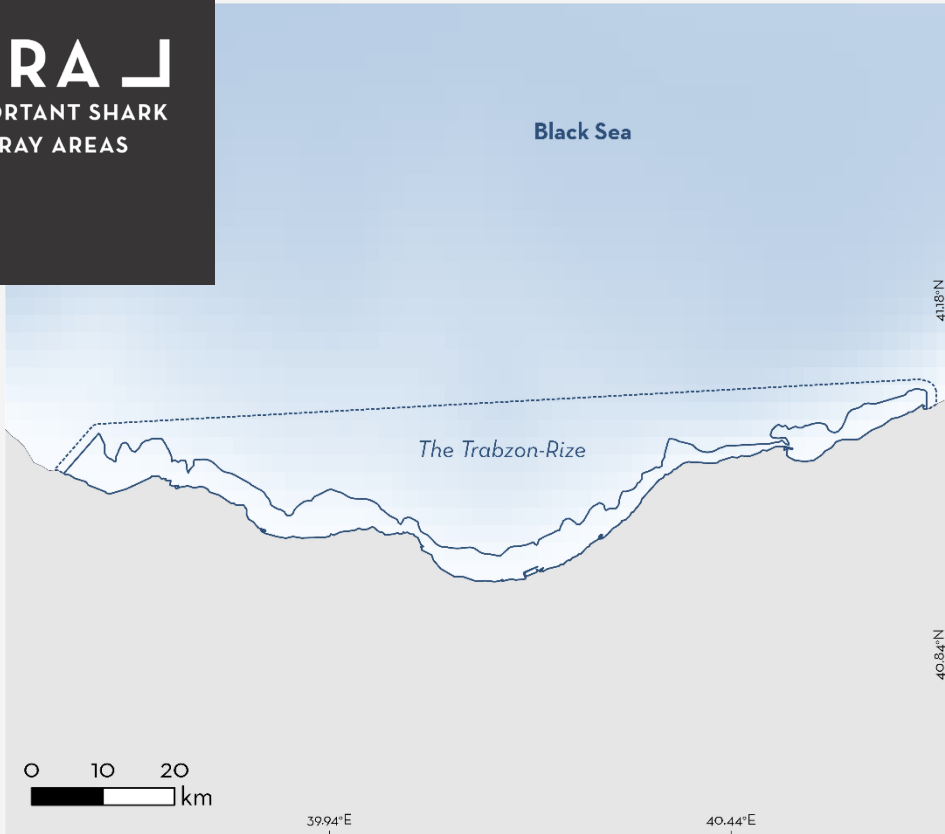 RA
ORTANT SHARK
RAY AREAS
Black Sea
41.18°N
The Trabzon-Rize
40.84°N
0 10 20
km
39.94°E 40.44°E